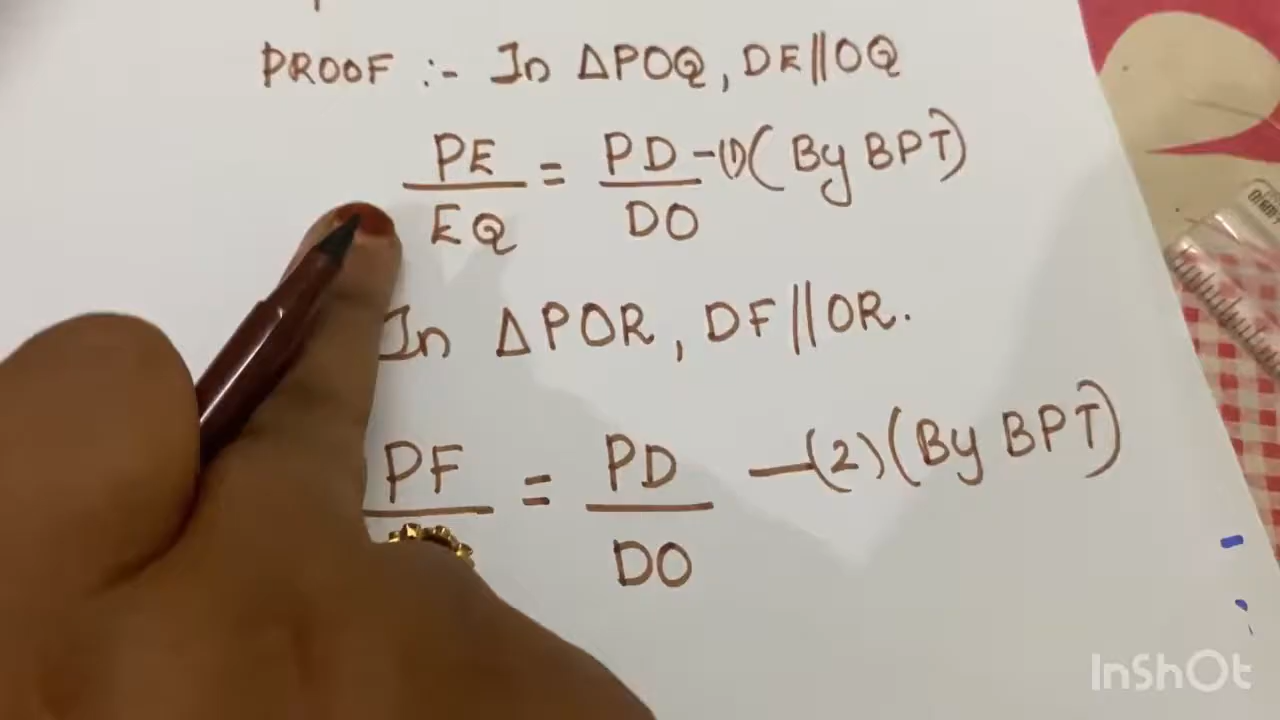 PROOF :- In ΔPOQ, DE||OQ
PE/EQ = PD/DO -(1) (By BPT)
In ΔPOR, DF||OR.
PF = PD/DO —(2) (By BPT)
InShOt